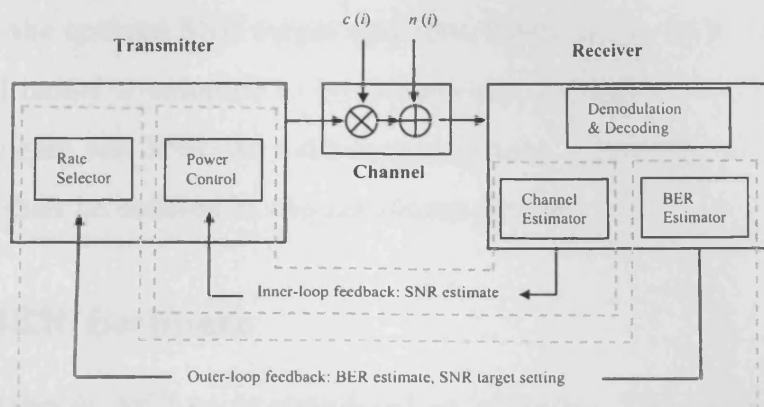 c (i) n (i)
Transmitter
Receiver
Demodulation
& Decoding
Rate
Selector
Power
Control
Channel
Channel
Estimator
BER
Estimator
Inner-loop feedback: SNR estimate
Outer-loop feedback: BER estimate, SNR target setting